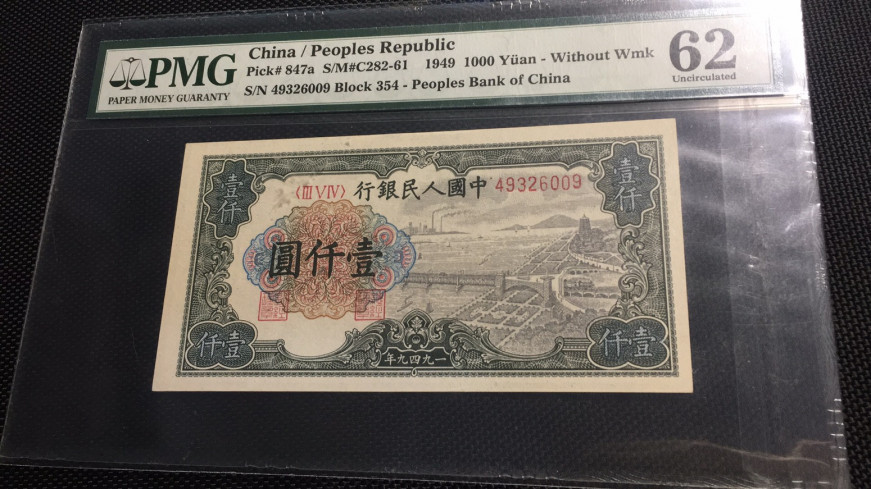 PMG
PAPER MONEY GUARANTY
China / Peoples Republic
Pick# 847a S/M#C282-61 1949 1000 Yüan - Without Wmk
S/N 49326009 Block 354 - Peoples Bank of China
62
Uncirculated
壹仟
壹仟
〈III V IV〉 中國人民銀行 49326009
壹仟圓
壹仟
壹仟
一九四九年